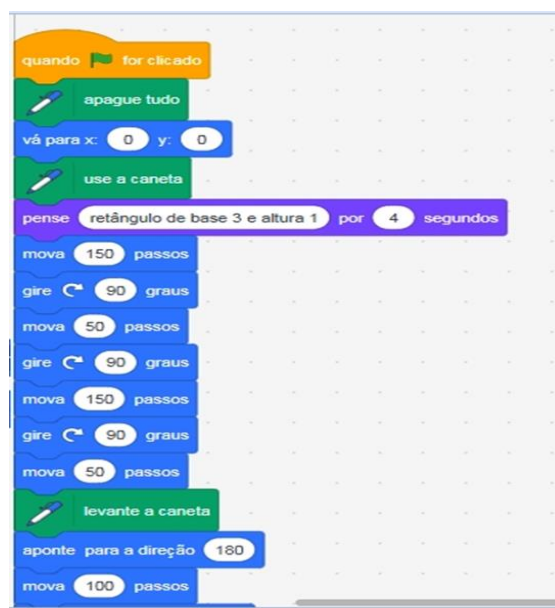 quando for clicado
apague tudo
vá para x: 0 y: 0
use a caneta
pense retângulo de base 3 e altura 1 por 4 segundos
mova 150 passos
gire 90 graus
mova 50 passos
gire 90 graus
mova 150 passos
gire 90 graus
mova 50 passos
levante a caneta
aponte para a direção 180
mova 100 passos